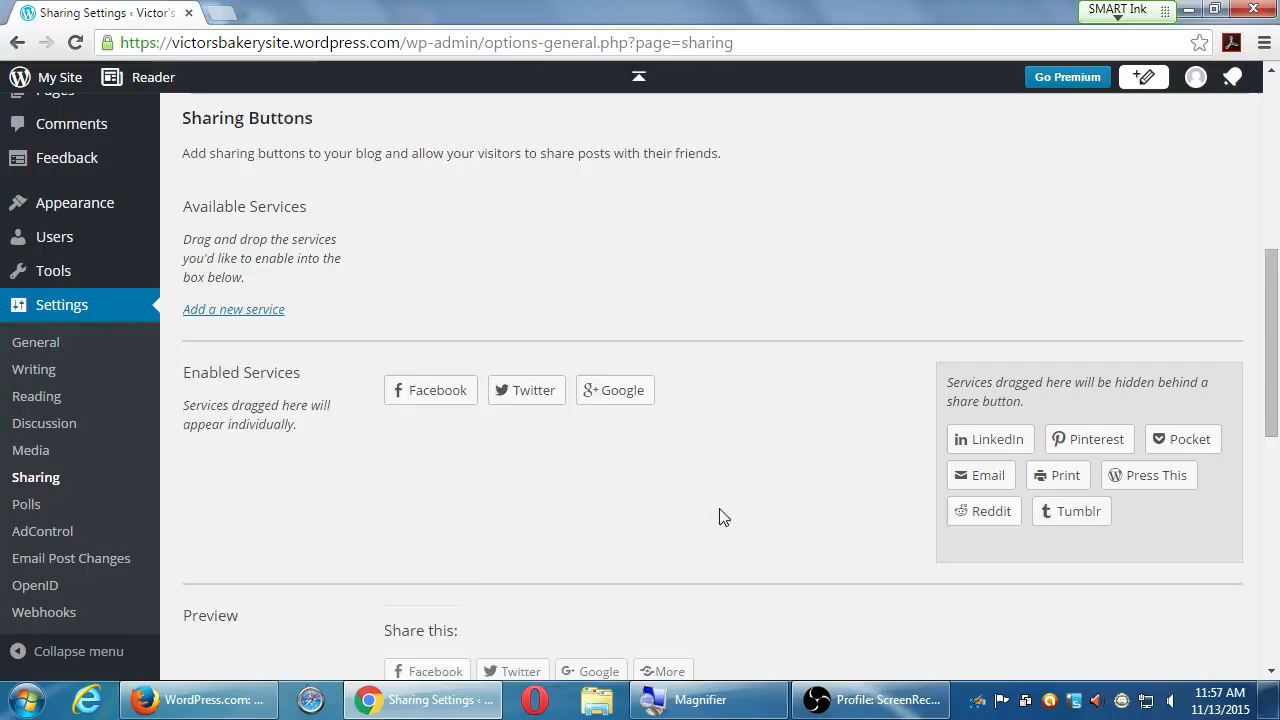 Sharing Settings ‹ Victor's
SMART Ink
https://victorsbakerysite.wordpress.com/wp-admin/options-general.php?page=sharing
My Site
Reader
Go Premium
Pages
Comments
Feedback
Appearance
Users
Tools
Settings
General
Writing
Reading
Discussion
Media
Sharing
Polls
AdControl
Email Post Changes
OpenID
Webhooks
Collapse menu
Sharing Buttons
Add sharing buttons to your blog and allow your visitors to share posts with their friends.
Available Services
Drag and drop the services
you'd like to enable into the
box below.
Add a new service
Enabled Services
Services dragged here will
appear individually.
Facebook
Twitter
Google
Services dragged here will be hidden behind a
share button.
LinkedIn
Pinterest
Pocket
Email
Print
Press This
Reddit
Tumblr
Preview
Share this:
Facebook
Twitter
Google
More
WordPress.com: ...
Sharing Settings ‹ ...
Magnifier
Profile: ScreenRec...
11:57 AM
11/13/2015